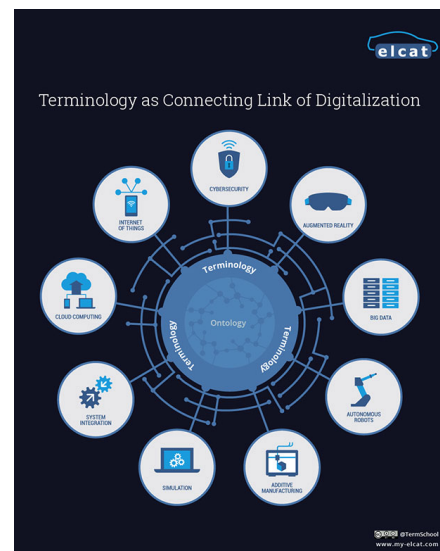 elcat
Terminology as Connecting Link of Digitalization
CYBERSECURITY
INTERNET
OF THINGS
AUGMENTED REALITY
Terminology
CLOUD COMPUTING
Ontology
BIG DATA
Terminology
Terminology
SYSTEM
INTEGRATION
AUTONOMOUS
ROBOTS
SIMULATION
ADDITIVE
MANUFACTURING
@TermSchool
www.my-elcat.com